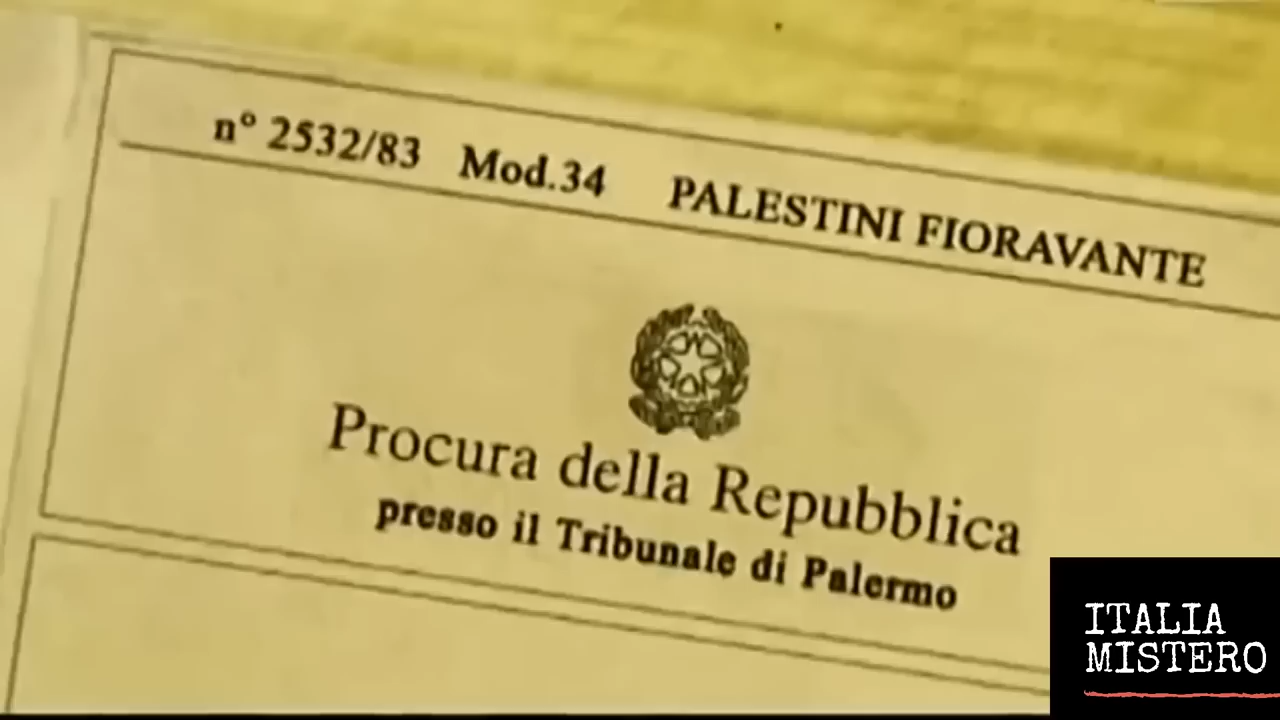 n° 2532/83 Mod.34 PALESTINI FIORAVANTE
Procura della Repubblica
presso il Tribunale di Palermo
ITALIA
MISTERO